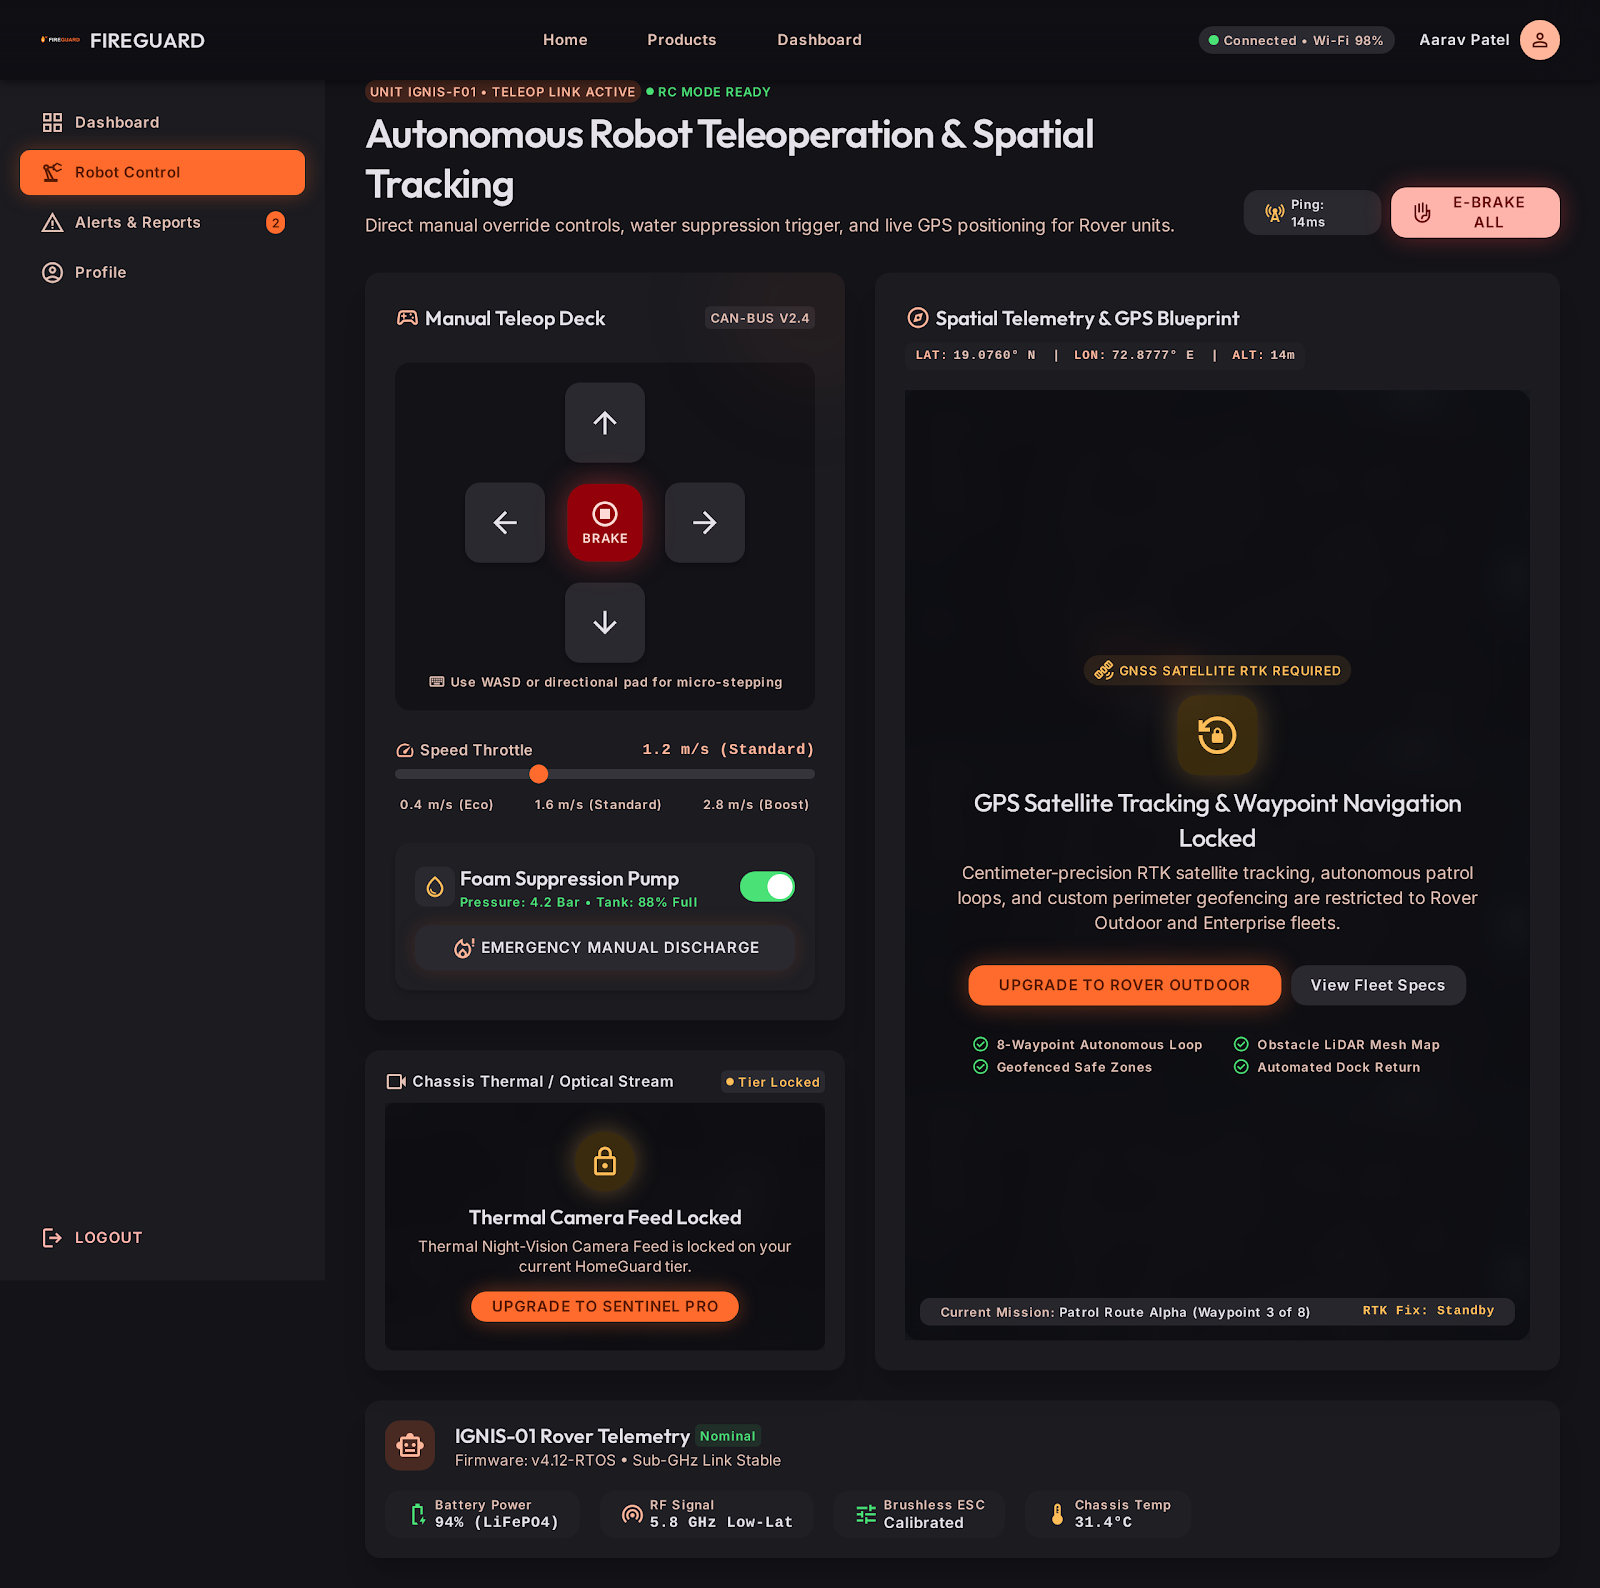 FIREGUARD
FIREGUARD
Home
Products
Dashboard
Connected • Wi-Fi 98%
Aarav Patel
Dashboard
Robot Control
Alerts & Reports
2
Profile
LOGOUT
UNIT IGNIS-F01 • TELEOP LINK ACTIVE
RC MODE READY
Autonomous Robot Teleoperation & Spatial
Tracking
Direct manual override controls, water suppression trigger, and live GPS positioning for Rover units.
Ping:
14ms
E-BRAKE
ALL
Manual Teleop Deck
CAN-BUS V2.4
BRAKE
Use WASD or directional pad for micro-stepping
Speed Throttle
1.2 m/s (Standard)
0.4 m/s (Eco)
1.6 m/s (Standard)
2.8 m/s (Boost)
Foam Suppression Pump
Pressure: 4.2 Bar • Tank: 88% Full
EMERGENCY MANUAL DISCHARGE
Chassis Thermal / Optical Stream
Tier Locked
Thermal Camera Feed Locked
Thermal Night-Vision Camera Feed is locked on your
current HomeGuard tier.
UPGRADE TO SENTINEL PRO
Spatial Telemetry & GPS Blueprint
LAT: 19.0760° N | LON: 72.8777° E | ALT: 14m
GNSS SATELLITE RTK REQUIRED
GPS Satellite Tracking & Waypoint Navigation
Locked
Centimeter-precision RTK satellite tracking, autonomous patrol
loops, and custom perimeter geofencing are restricted to Rover
Outdoor and Enterprise fleets.
UPGRADE TO ROVER OUTDOOR
View Fleet Specs
8-Waypoint Autonomous Loop
Obstacle LiDAR Mesh Map
Geofenced Safe Zones
Automated Dock Return
Current Mission: Patrol Route Alpha (Waypoint 3 of 8)
RTK Fix: Standby
IGNIS-01 Rover Telemetry
Nominal
Firmware: v4.12-RTOS • Sub-GHz Link Stable
Battery Power
94% (LiFePO4)
RF Signal
5.8 GHz Low-Lat
Brushless ESC
Calibrated
Chassis Temp
31.4°C